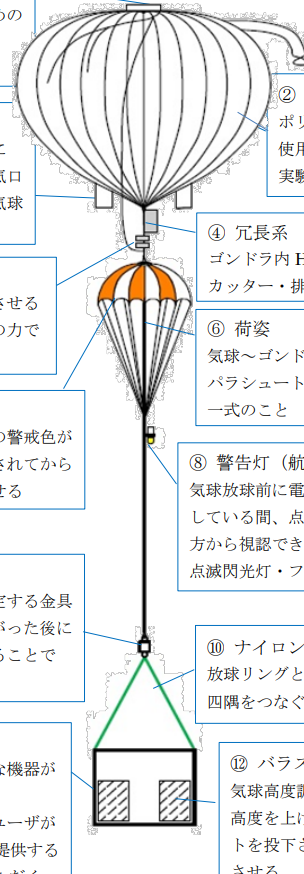 めの
②
ポリ
使用
実験
こ
気口
気球
④ 冗長系
ゴンドラ内 H
カッター・排
させる
の力で
⑥ 荷姿
気球～ゴンド
パラシュート
一式のこと
の警戒色が
されてから
せる
⑧ 警告灯（航
気球放球前に電
している間、点
方から視認でき
点滅閃光灯・フ
定する金具
がった後に
ることで
⑩ ナイロン
放球リングと
四隅をつなぐ
な機器が
ユーザが
提供する
⑫ バラス
気球高度調
高度を上げ
トを投下さ
させる